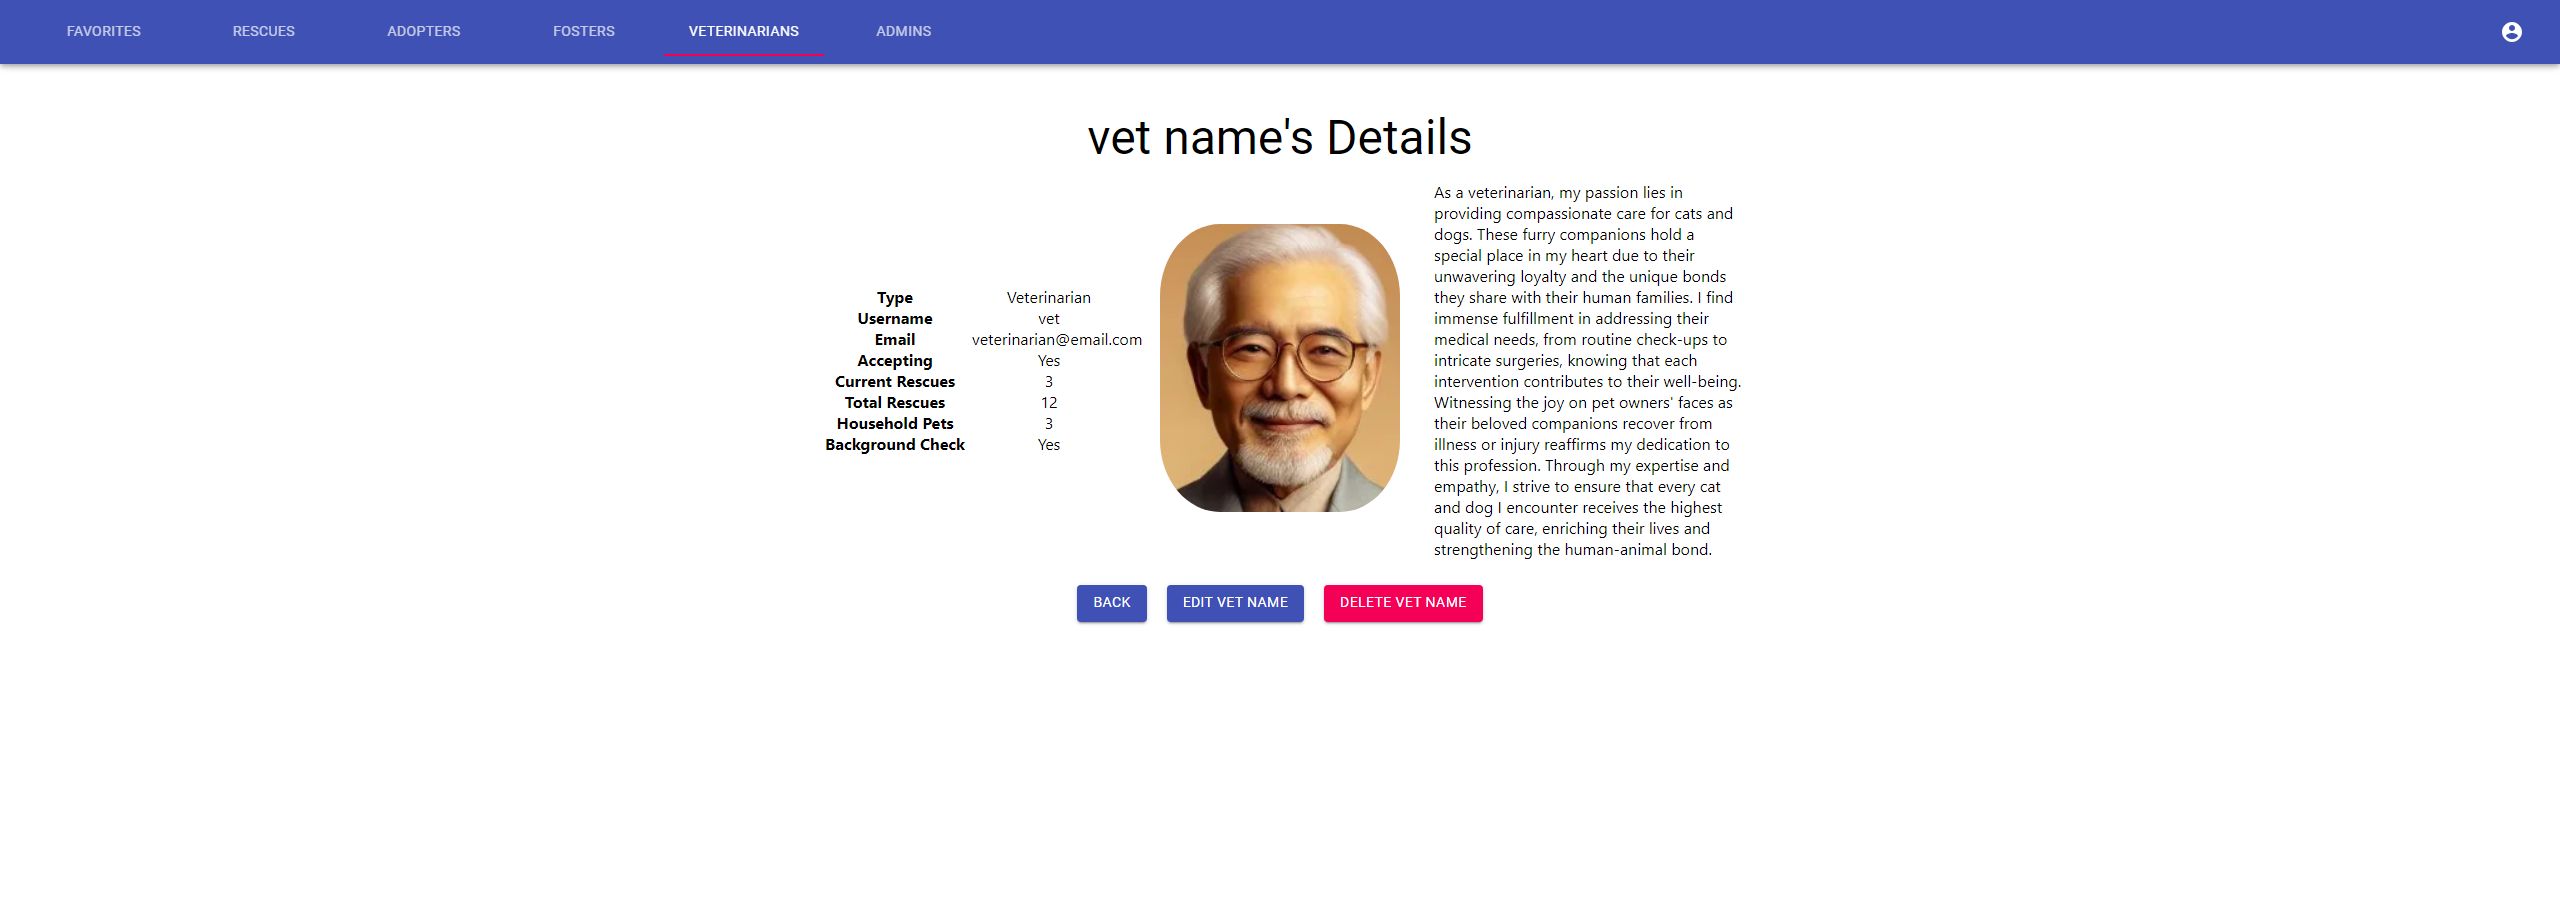 FAVORITES RESCUES ADOPTERS FOSTERS VETERINARIANS ADMINS
vet name's Details
Type Veterinarian
Username vet
Email veterinarian@email.com
Accepting Yes
Current Rescues 3
Total Rescues 12
Household Pets 3
Background Check Yes
As a veterinarian, my passion lies in
providing compassionate care for cats and
dogs. These furry companions hold a
special place in my heart due to their
unwavering loyalty and the unique bonds
they share with their human families. I find
immense fulfillment in addressing their
medical needs, from routine check-ups to
intricate surgeries, knowing that each
intervention contributes to their well-being.
Witnessing the joy on pet owners' faces as
their beloved companions recover from
illness or injury reaffirms my dedication to
this profession. Through my expertise and
empathy, I strive to ensure that every cat
and dog I encounter receives the highest
quality of care, enriching their lives and
strengthening the human-animal bond.
BACK EDIT VET NAME DELETE VET NAME